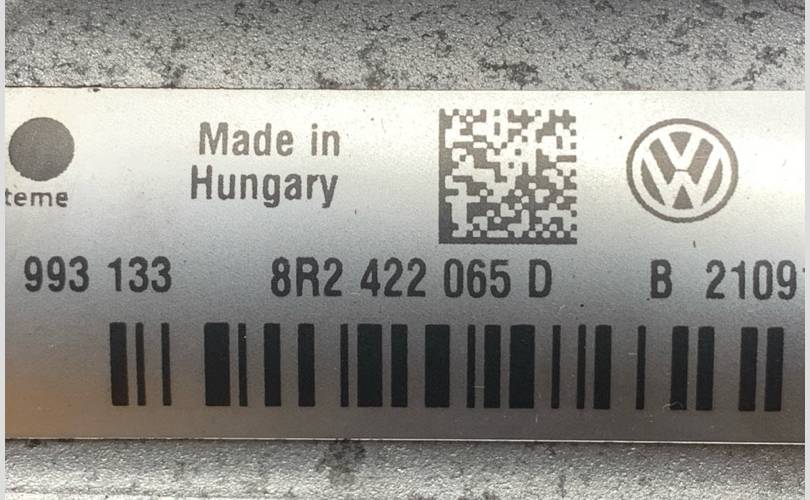 Made in
Hungary
teme
993 133 8R2 422 065 D B 2109